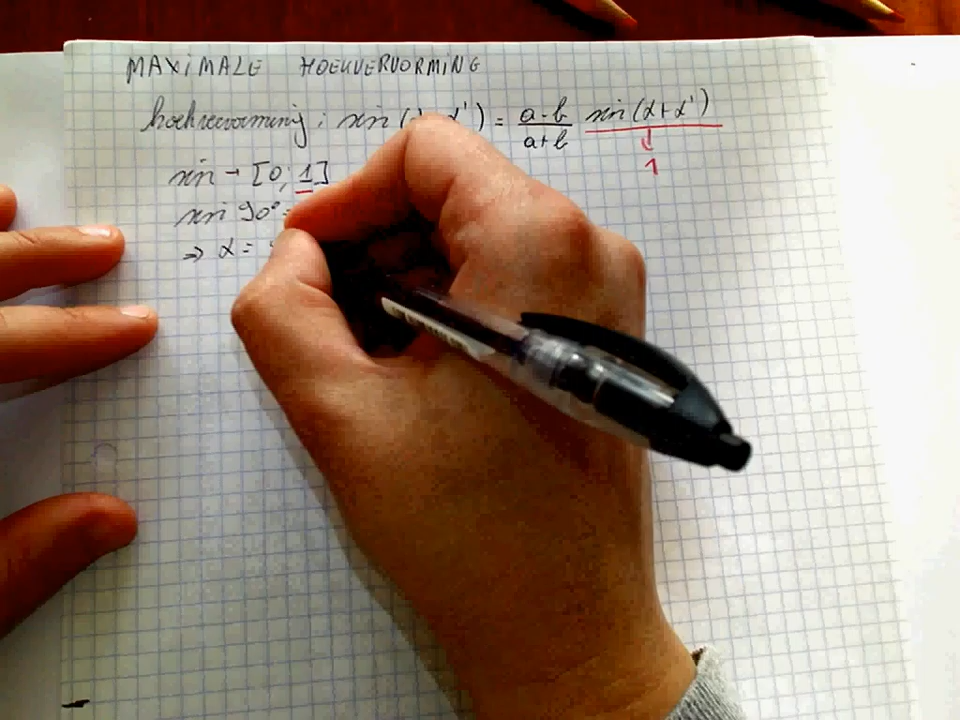 MAXIMALE HOEKVERVORMING
hoekvervorming : sin ( α') = a-b/a+b sin (α+α')
↓
1
sin → [0; 1]
sin 90° =
⇒ α =